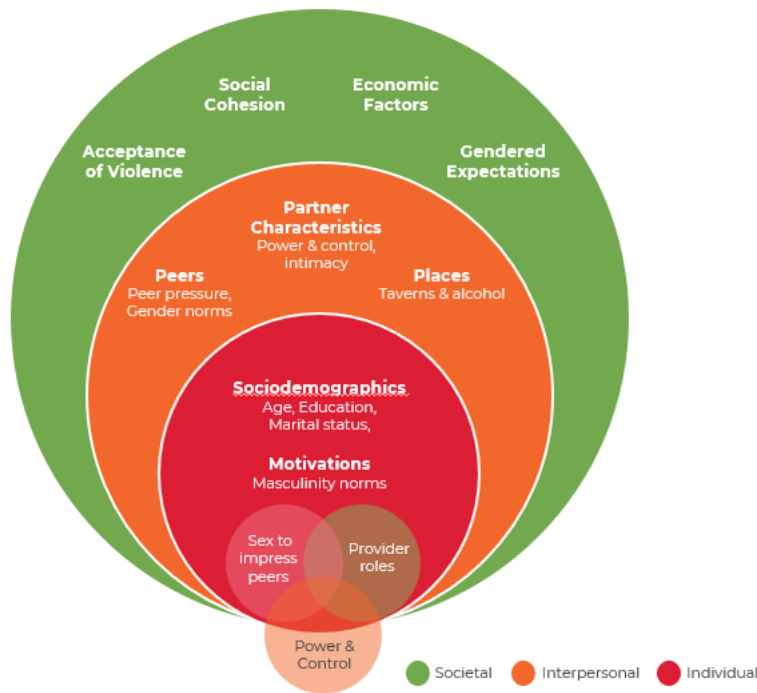 Social
Cohesion
Economic
Factors
Acceptance
of Violence
Gendered
Expectations
Partner
Characteristics
Power & control,
intimacy
Peers
Peer pressure,
Gender norms
Places
Taverns & alcohol
Sociodemographics
Age, Education,
Marital status,
Motivations
Masculinity norms
Sex to
impress
peers
Provider
roles
Power &
Control
Societal
Interpersonal
Individual